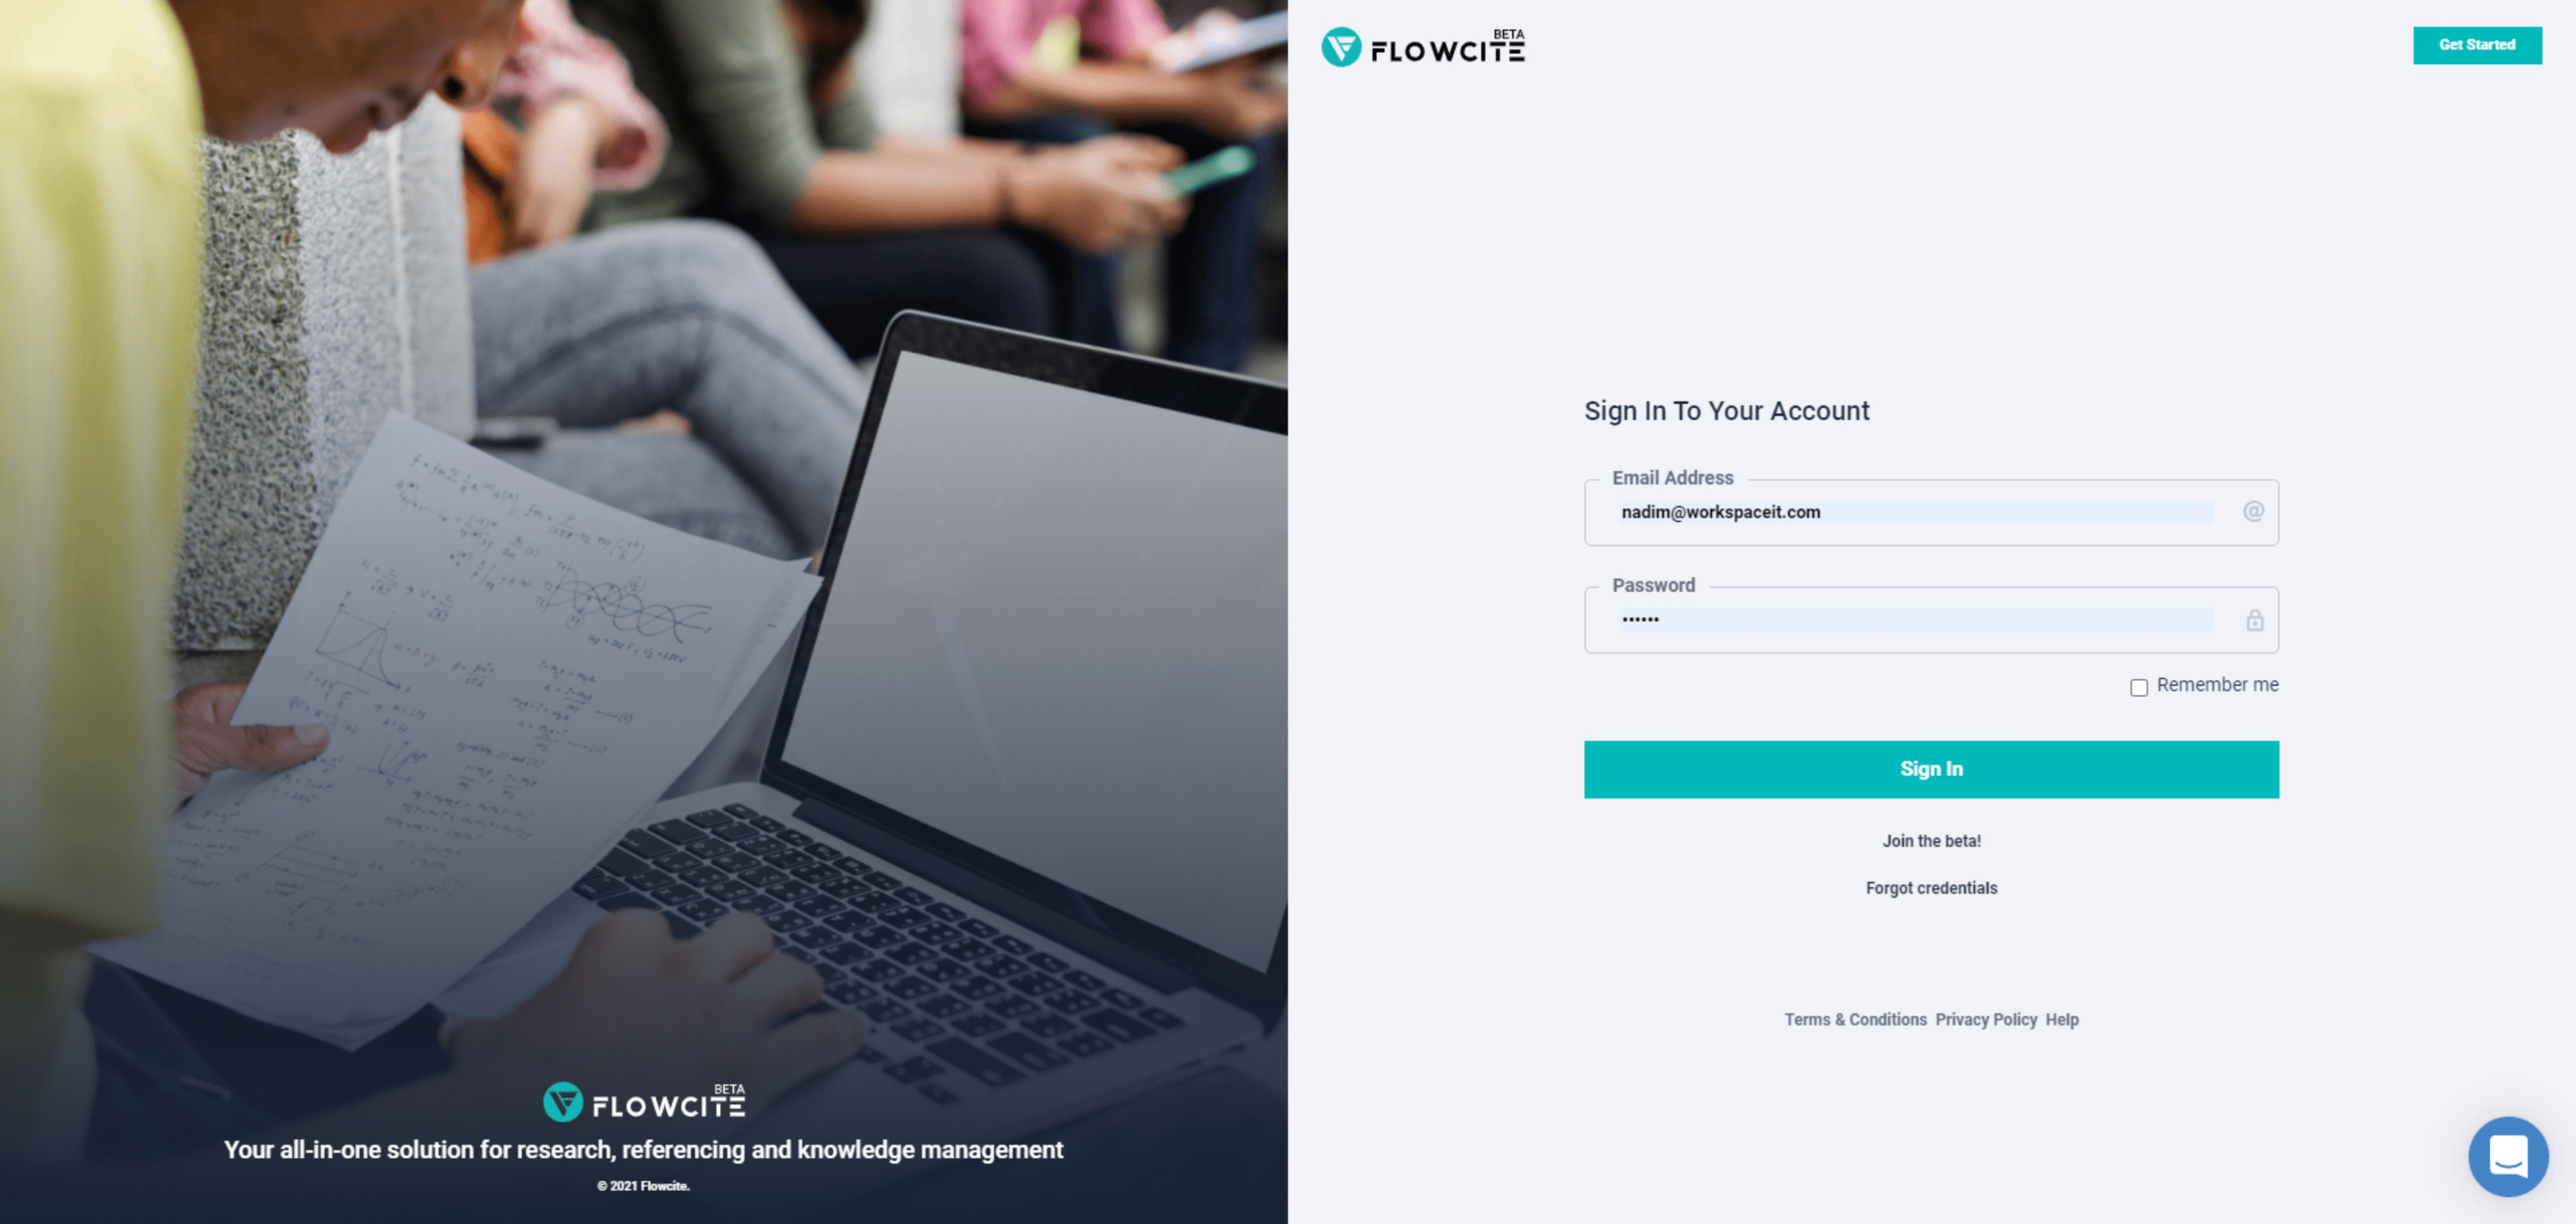 BETA
FLOWCITE
Get Started
Sign In To Your Account
Email Address
nadim@workspaceit.com
@
Password
••••••
Remember me
Sign In
Join the beta!
Forgot credentials
Terms & Conditions Privacy Policy Help
BETA
FLOWCITE
Your all-in-one solution for research, referencing and knowledge management
© 2021 Flowcite.